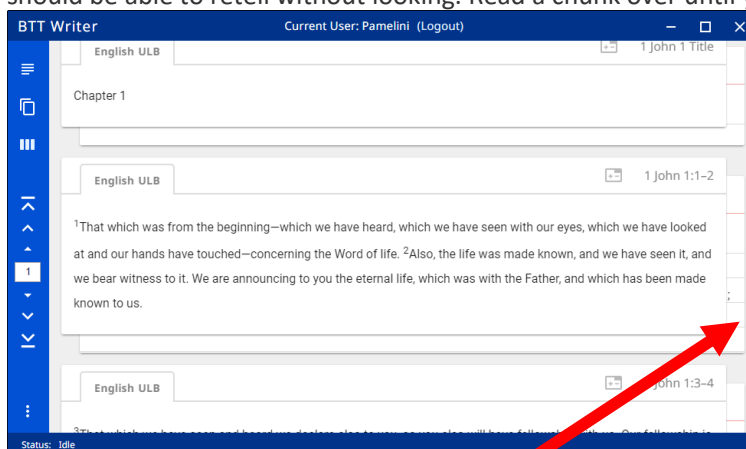 should be able to retell without looking. Read a chunk over until
BTT Writer
Current User: Pamelini (Logout)
English ULB
1 John 1 Title
Chapter 1
English ULB
1 John 1:1–2
1That which was from the beginning—which we have heard, which we have seen with our eyes, which we have looked
at and our hands have touched—concerning the Word of life. 2Also, the life was made known, and we have seen it, and
we bear witness to it. We are announcing to you the eternal life, which was with the Father, and which has been made
known to us.
1
;
English ULB
John 1:3–4
Status: Idle